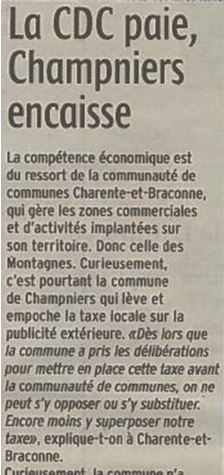 La CDC paie,
Champniers
encaisse
La compétence économique est
du ressort de la communauté de
communes Charente-et-Braconne,
qui gère les zones commerciales
et d'activités implantées sur
son territoire. Donc celle des
Montagnes. Curieusement,
c'est pourtant la commune
de Champniers qui lève et
empoche la taxe locale sur la
publicité extérieure. «Dès lors que
la commune a pris les délibérations
pour mettre en place cette taxe avant
la communauté de communes, on ne
peut s'y opposer ou s'y substituer.
Encore moins y superposer notre
taxe», explique-t-on à Charente-et-
Braconne.
Curieusement, la commune n'a